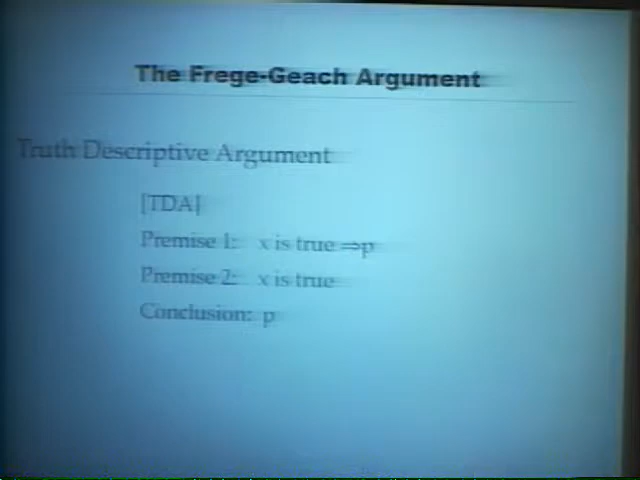 The Frege-Geach Argument
Truth Descriptive Argument
[TDA]
Premise 1: x is true ⇒p
Premise 2: x is true
Conclusion: p